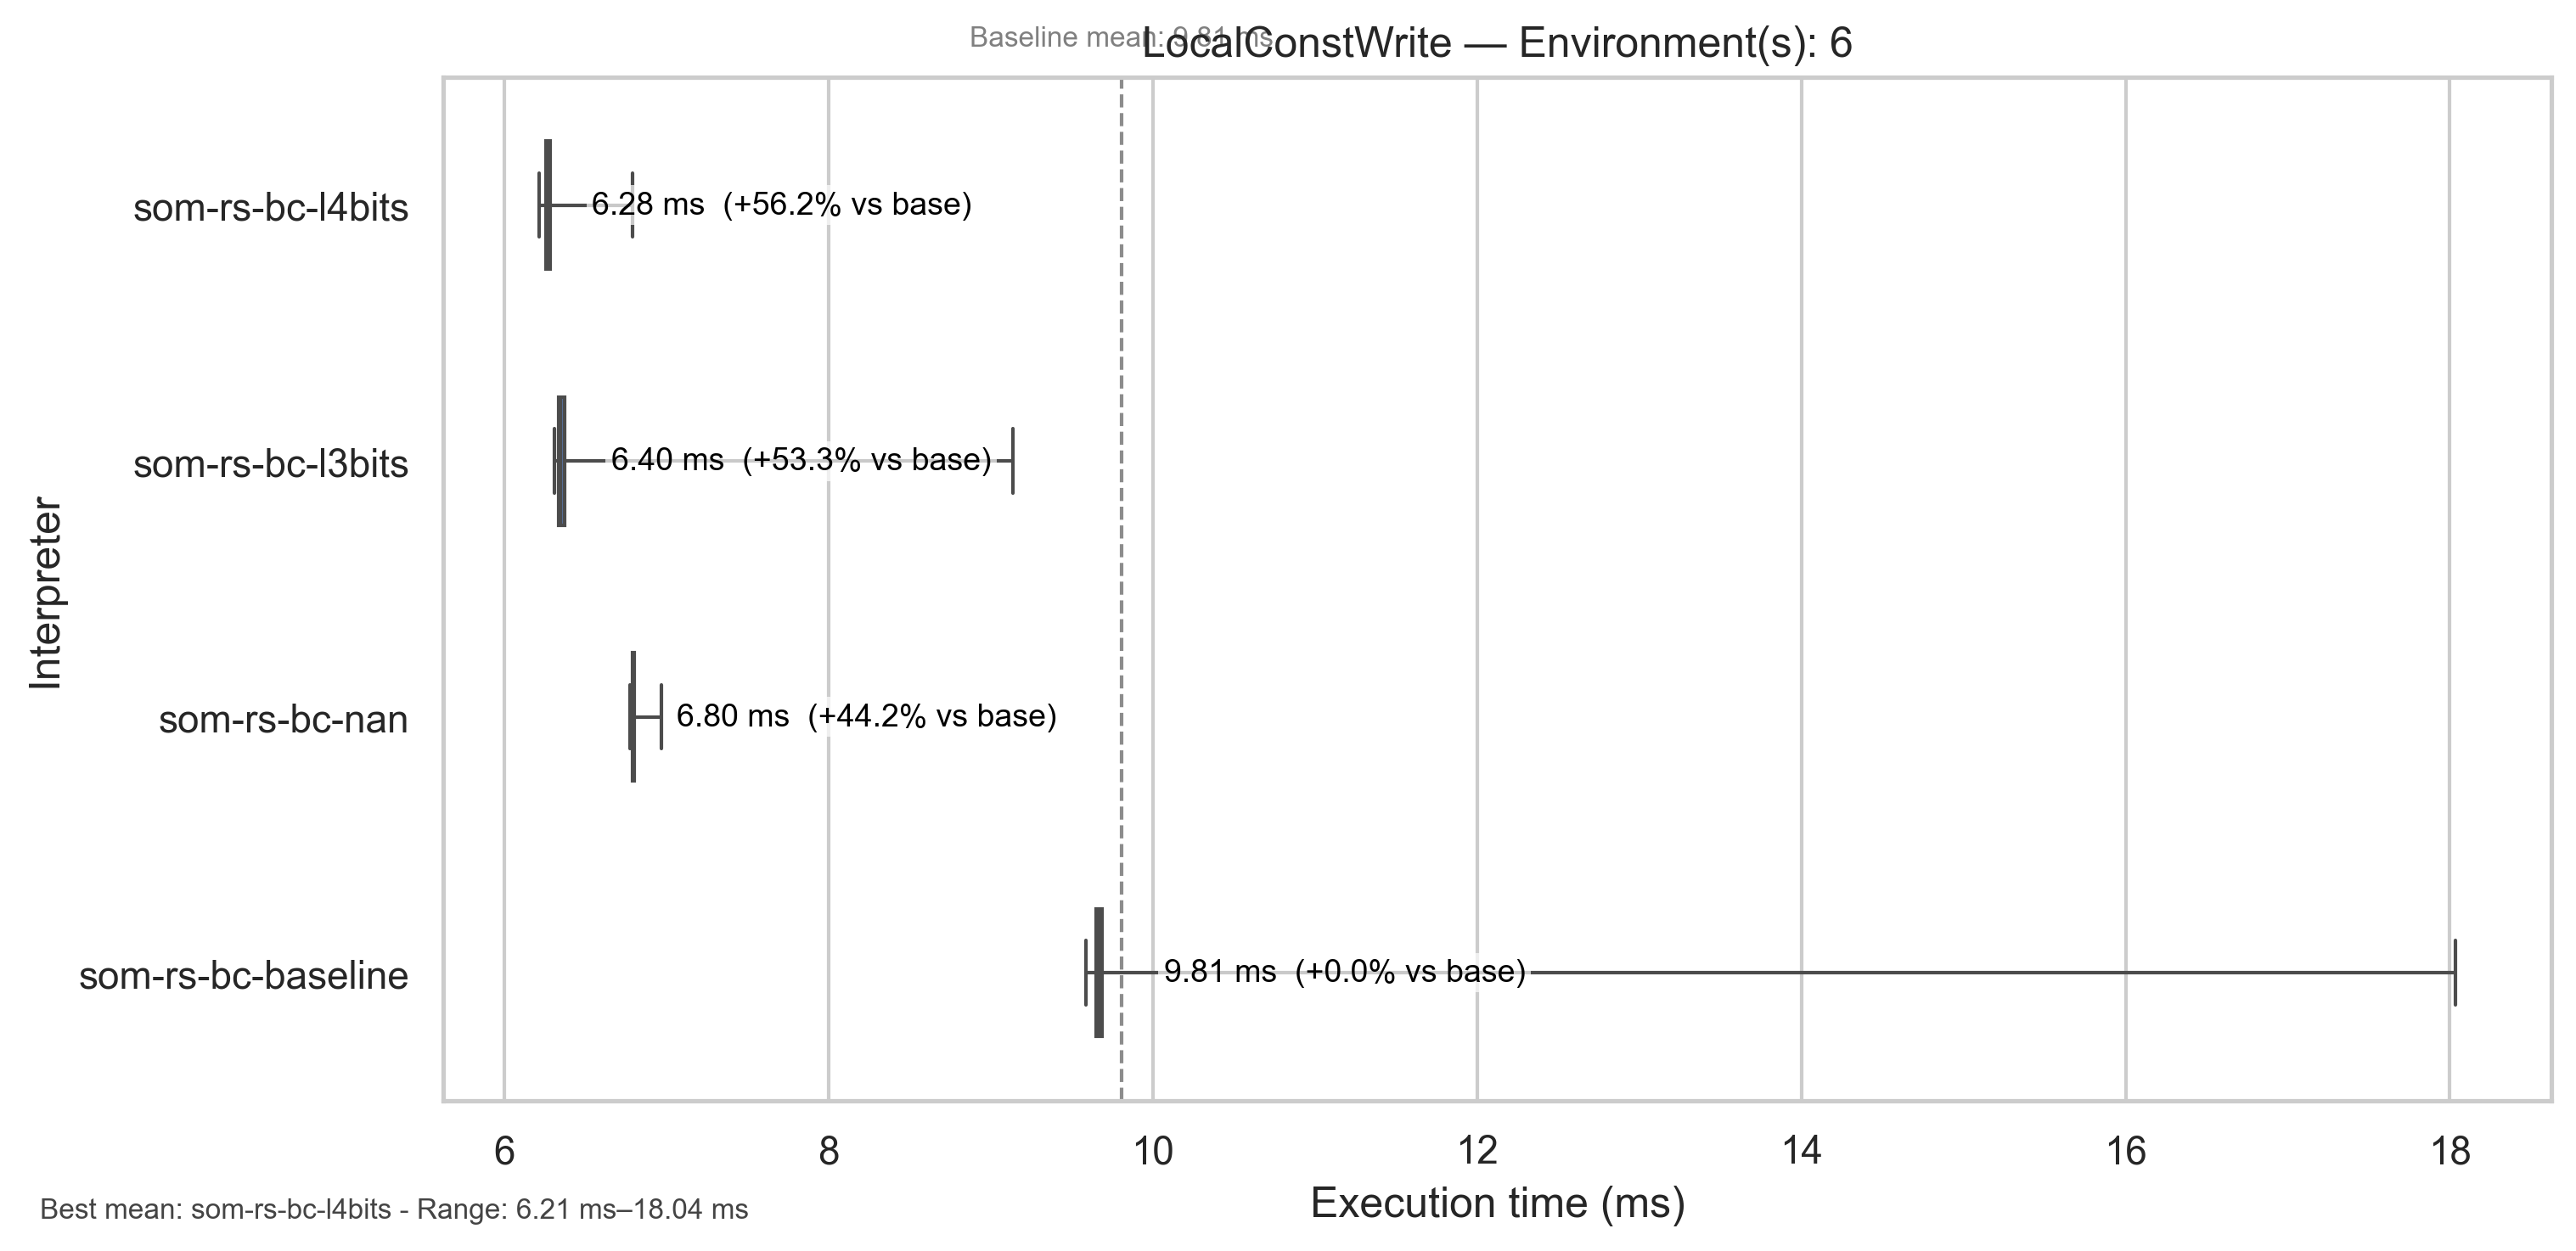 Baseline mean: 9.81 ms
LocalConstWrite — Environment(s): 6
som-rs-bc-l4bits
6.28 ms (+56.2% vs base)
som-rs-bc-l3bits
6.40 ms (+53.3% vs base)
Interpreter
som-rs-bc-nan
6.80 ms (+44.2% vs base)
som-rs-bc-baseline
9.81 ms (+0.0% vs base)
6 8 10 12 14 16 18
Execution time (ms)
Best mean: som-rs-bc-l4bits - Range: 6.21 ms–18.04 ms